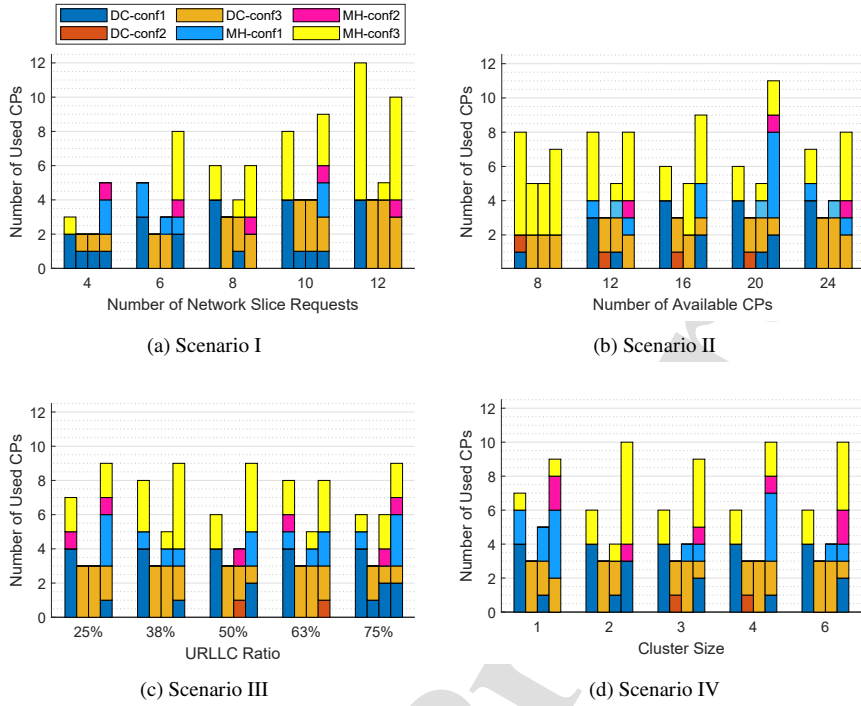 DC-conf1 DC-conf3 MH-conf2
DC-conf2 MH-conf1 MH-conf3
Number of Used CPs
12
10
8
6
4
2
0
4 6 8 10 12
Number of Network Slice Requests
(a) Scenario I
Number of Used CPs
12
10
8
6
4
2
8 12 16 20 24
Number of Available CPs
(b) Scenario II
Number of Used CPs
12
10
8
6
4
2
0
25% 38% 50% 63% 75%
URLLC Ratio
(c) Scenario III
Number of Used CPs
12
10
8
6
4
2
0
1 2 3 4 6
Cluster Size
(d) Scenario IV